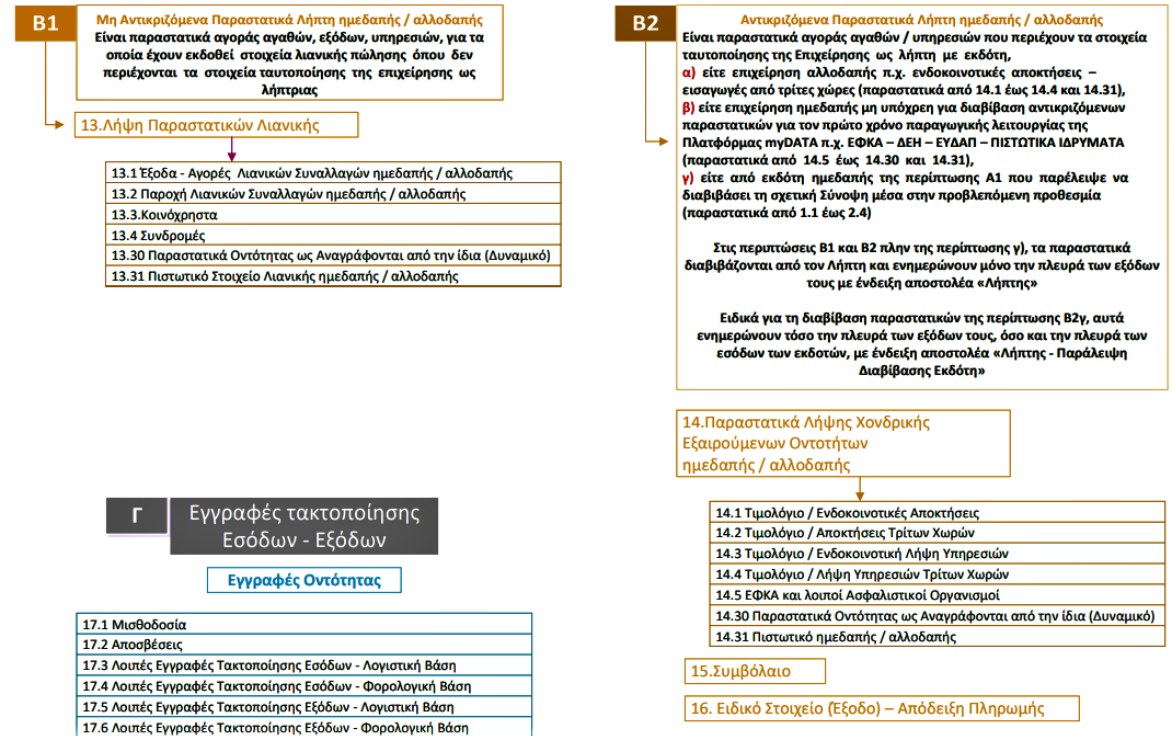 Β1
Μη Αντικριζόμενα Παραστατικά Λήπτη ημεδαπής / αλλοδαπής
Είναι παραστατικά αγοράς αγαθών, εξόδων, υπηρεσιών, για τα
οποία έχουν εκδοθεί στοιχεία λιανικής πώλησης όπου δεν
περιέχονται τα στοιχεία ταυτοποίησης της επιχείρησης ως
λήπτριας
13.Λήψη Παραστατικών Λιανικής
13.1 Έξοδα - Αγορές Λιανικών Συναλλαγών ημεδαπής / αλλοδαπής
13.2 Παροχή Λιανικών Συναλλαγών ημεδαπής / αλλοδαπής
13.3.Κοινόχρηστα
13.4 Συνδρομές
13.30 Παραστατικά Οντότητας ως Αναγράφονται από την ίδια (Δυναμικό)
13.31 Πιστωτικό Στοιχείο Λιανικής ημεδαπής / αλλοδαπής
Γ
Εγγραφές τακτοποίησης
Εσόδων - Εξόδων
Εγγραφές Οντότητας
17.1 Μισθοδοσία
17.2 Αποσβέσεις
17.3 Λοιπές Εγγραφές Τακτοποίησης Εσόδων - Λογιστική Βάση
17.4 Λοιπές Εγγραφές Τακτοποίησης Εσόδων - Φορολογική Βάση
17.5 Λοιπές Εγγραφές Τακτοποίησης Εξόδων - Λογιστική Βάση
17.6 Λοιπές Εγγραφές Τακτοποίησης Εξόδων - Φορολογική Βάση
Β2
Αντικριζόμενα Παραστατικά Λήπτη ημεδαπής / αλλοδαπής
Είναι παραστατικά αγοράς αγαθών / υπηρεσιών που περιέχουν τα στοιχεία
ταυτοποίησης της Επιχείρησης ως λήπτη με εκδότη,
α) είτε επιχείρηση αλλοδαπής π.χ. ενδοκοινοτικές αποκτήσεις –
εισαγωγές από τρίτες χώρες (παραστατικά από 14.1 έως 14.4 και 14.31),
β) είτε επιχείρηση ημεδαπής μη υπόχρεη για διαβίβαση αντικριζόμενων
παραστατικών για τον πρώτο χρόνο παραγωγικής λειτουργίας της
Πλατφόρμας myDATA π.χ. ΕΦΚΑ – ΔΕΗ – ΕΥΔΑΠ – ΠΙΣΤΩΤΙΚΑ ΙΔΡΥΜΑΤΑ
(παραστατικά από 14.5 έως 14.30 και 14.31),
γ) είτε από εκδότη ημεδαπής της περίπτωσης Α1 που παρέλειψε να
διαβιβάσει τη σχετική Σύνοψη μέσα στην προβλεπόμενη προθεσμία
(παραστατικά από 1.1 έως 2.4)
Στις περιπτώσεις Β1 και Β2 πλην της περίπτωσης γ), τα παραστατικά
διαβιβάζονται από τον Λήπτη και ενημερώνουν μόνο την πλευρά των εξόδων
τους με ένδειξη αποστολέα «Λήπτης»
Ειδικά για τη διαβίβαση παραστατικών της περίπτωσης Β2γ, αυτά
ενημερώνουν τόσο την πλευρά των εξόδων τους, όσο και την πλευρά των
εσόδων των εκδοτών, με ένδειξη αποστολέα «Λήπτης - Παράλειψη
Διαβίβασης Εκδότη»
14.Παραστατικά Λήψης Χονδρικής
Εξαιρούμενων Οντοτήτων
ημεδαπής / αλλοδαπής
14.1 Τιμολόγιο / Ενδοκοινοτικές Αποκτήσεις
14.2 Τιμολόγιο / Αποκτήσεις Τρίτων Χωρών
14.3 Τιμολόγιο / Ενδοκοινοτική Λήψη Υπηρεσιών
14.4 Τιμολόγιο / Λήψη Υπηρεσιών Τρίτων Χωρών
14.5 ΕΦΚΑ και λοιποί Ασφαλιστικοί Οργανισμοί
14.30 Παραστατικά Οντότητας ως Αναγράφονται από την ίδια (Δυναμικό)
14.31 Πιστωτικό ημεδαπής / αλλοδαπής
15.Συμβόλαιο
16. Ειδικό Στοιχείο (Έξοδο) – Απόδειξη Πληρωμής